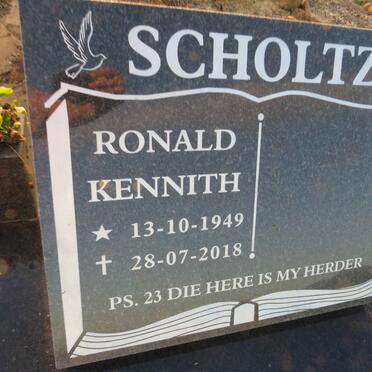 SCHOLTZ
RONALD
KENNITH
★ 13-10-1949
✝ 28-07-2018
PS. 23 DIE HERE IS MY HERDER